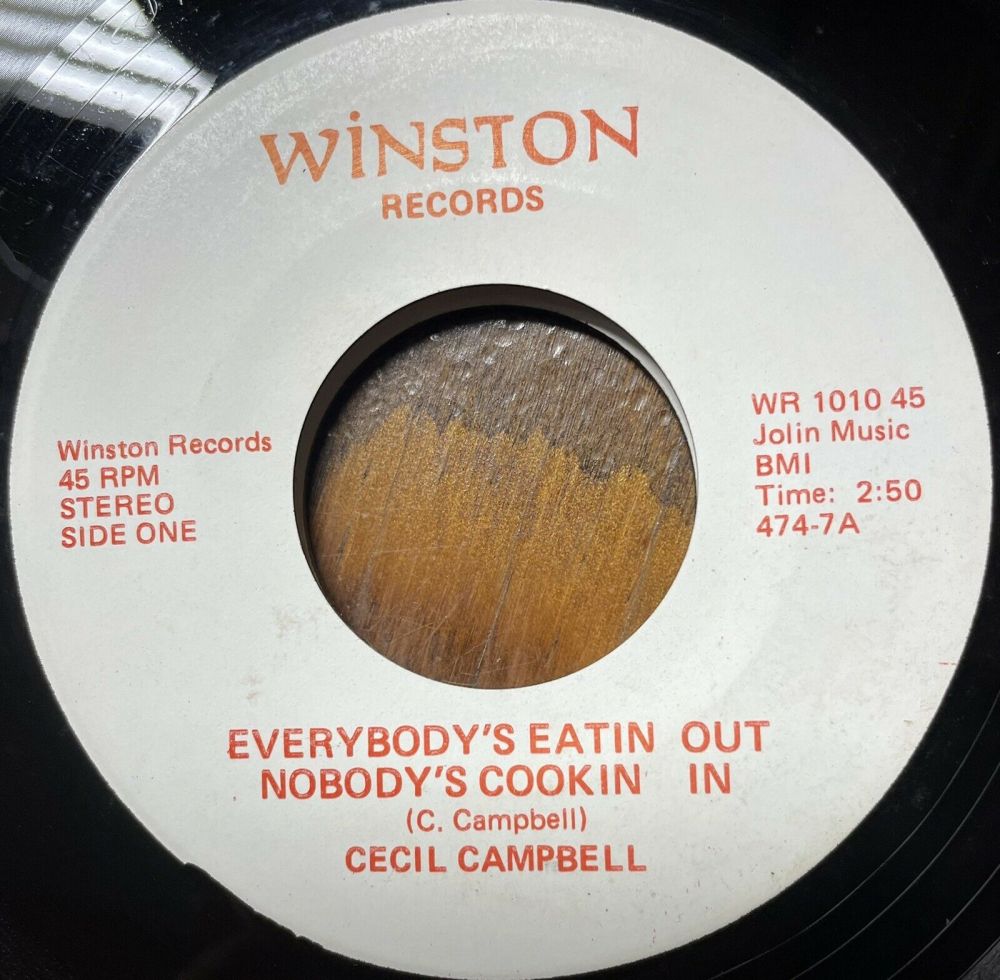 WiNSTON
RECORDS
Winston Records
45 RPM
STEREO
SIDE ONE
WR 1010 45
Jolin Music
BMI
Time: 2:50
474-7A
EVERYBODY'S EATIN OUT
NOBODY'S COOKIN IN
(C. Campbell)
CECIL CAMPBELL